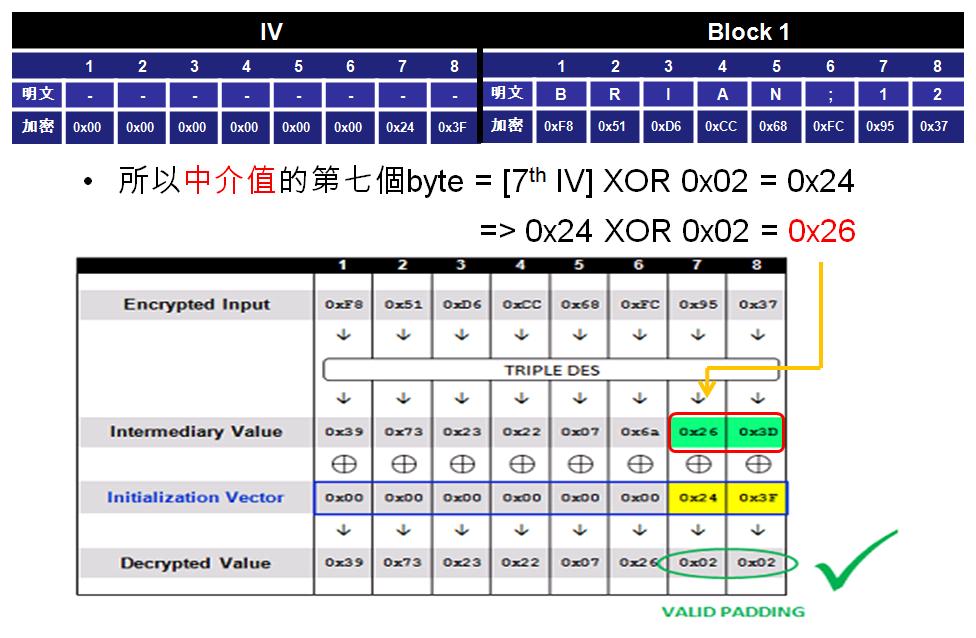 IV Block 1
1 2 3 4 5 6 7 8 1 2 3 4 5 6 7 8
明文 - - - - - - - - 明文 B R I A N ; 1 2
加密 0x00 0x00 0x00 0x00 0x00 0x00 0x24 0x3F 加密 0xF8 0x51 0xD6 0xCC 0x68 0xFC 0x95 0x37
• 所以中介值的第七個byte = [7th IV] XOR 0x02 = 0x24
=> 0x24 XOR 0x02 = 0x26
1 2 3 4 5 6 7 8
Encrypted Input 0xF8 0x51 0xD6 0xCC 0x68 0xFC 0x95 0x37
TRIPLE DES
Intermediary Value 0x39 0x73 0x23 0x22 0x07 0x6a 0x26 0x3D
Initialization Vector 0x00 0x00 0x00 0x00 0x00 0x00 0x24 0x3F
Decrypted Value 0x39 0x73 0x23 0x22 0x07 0x26 0x02 0x02
VALID PADDING